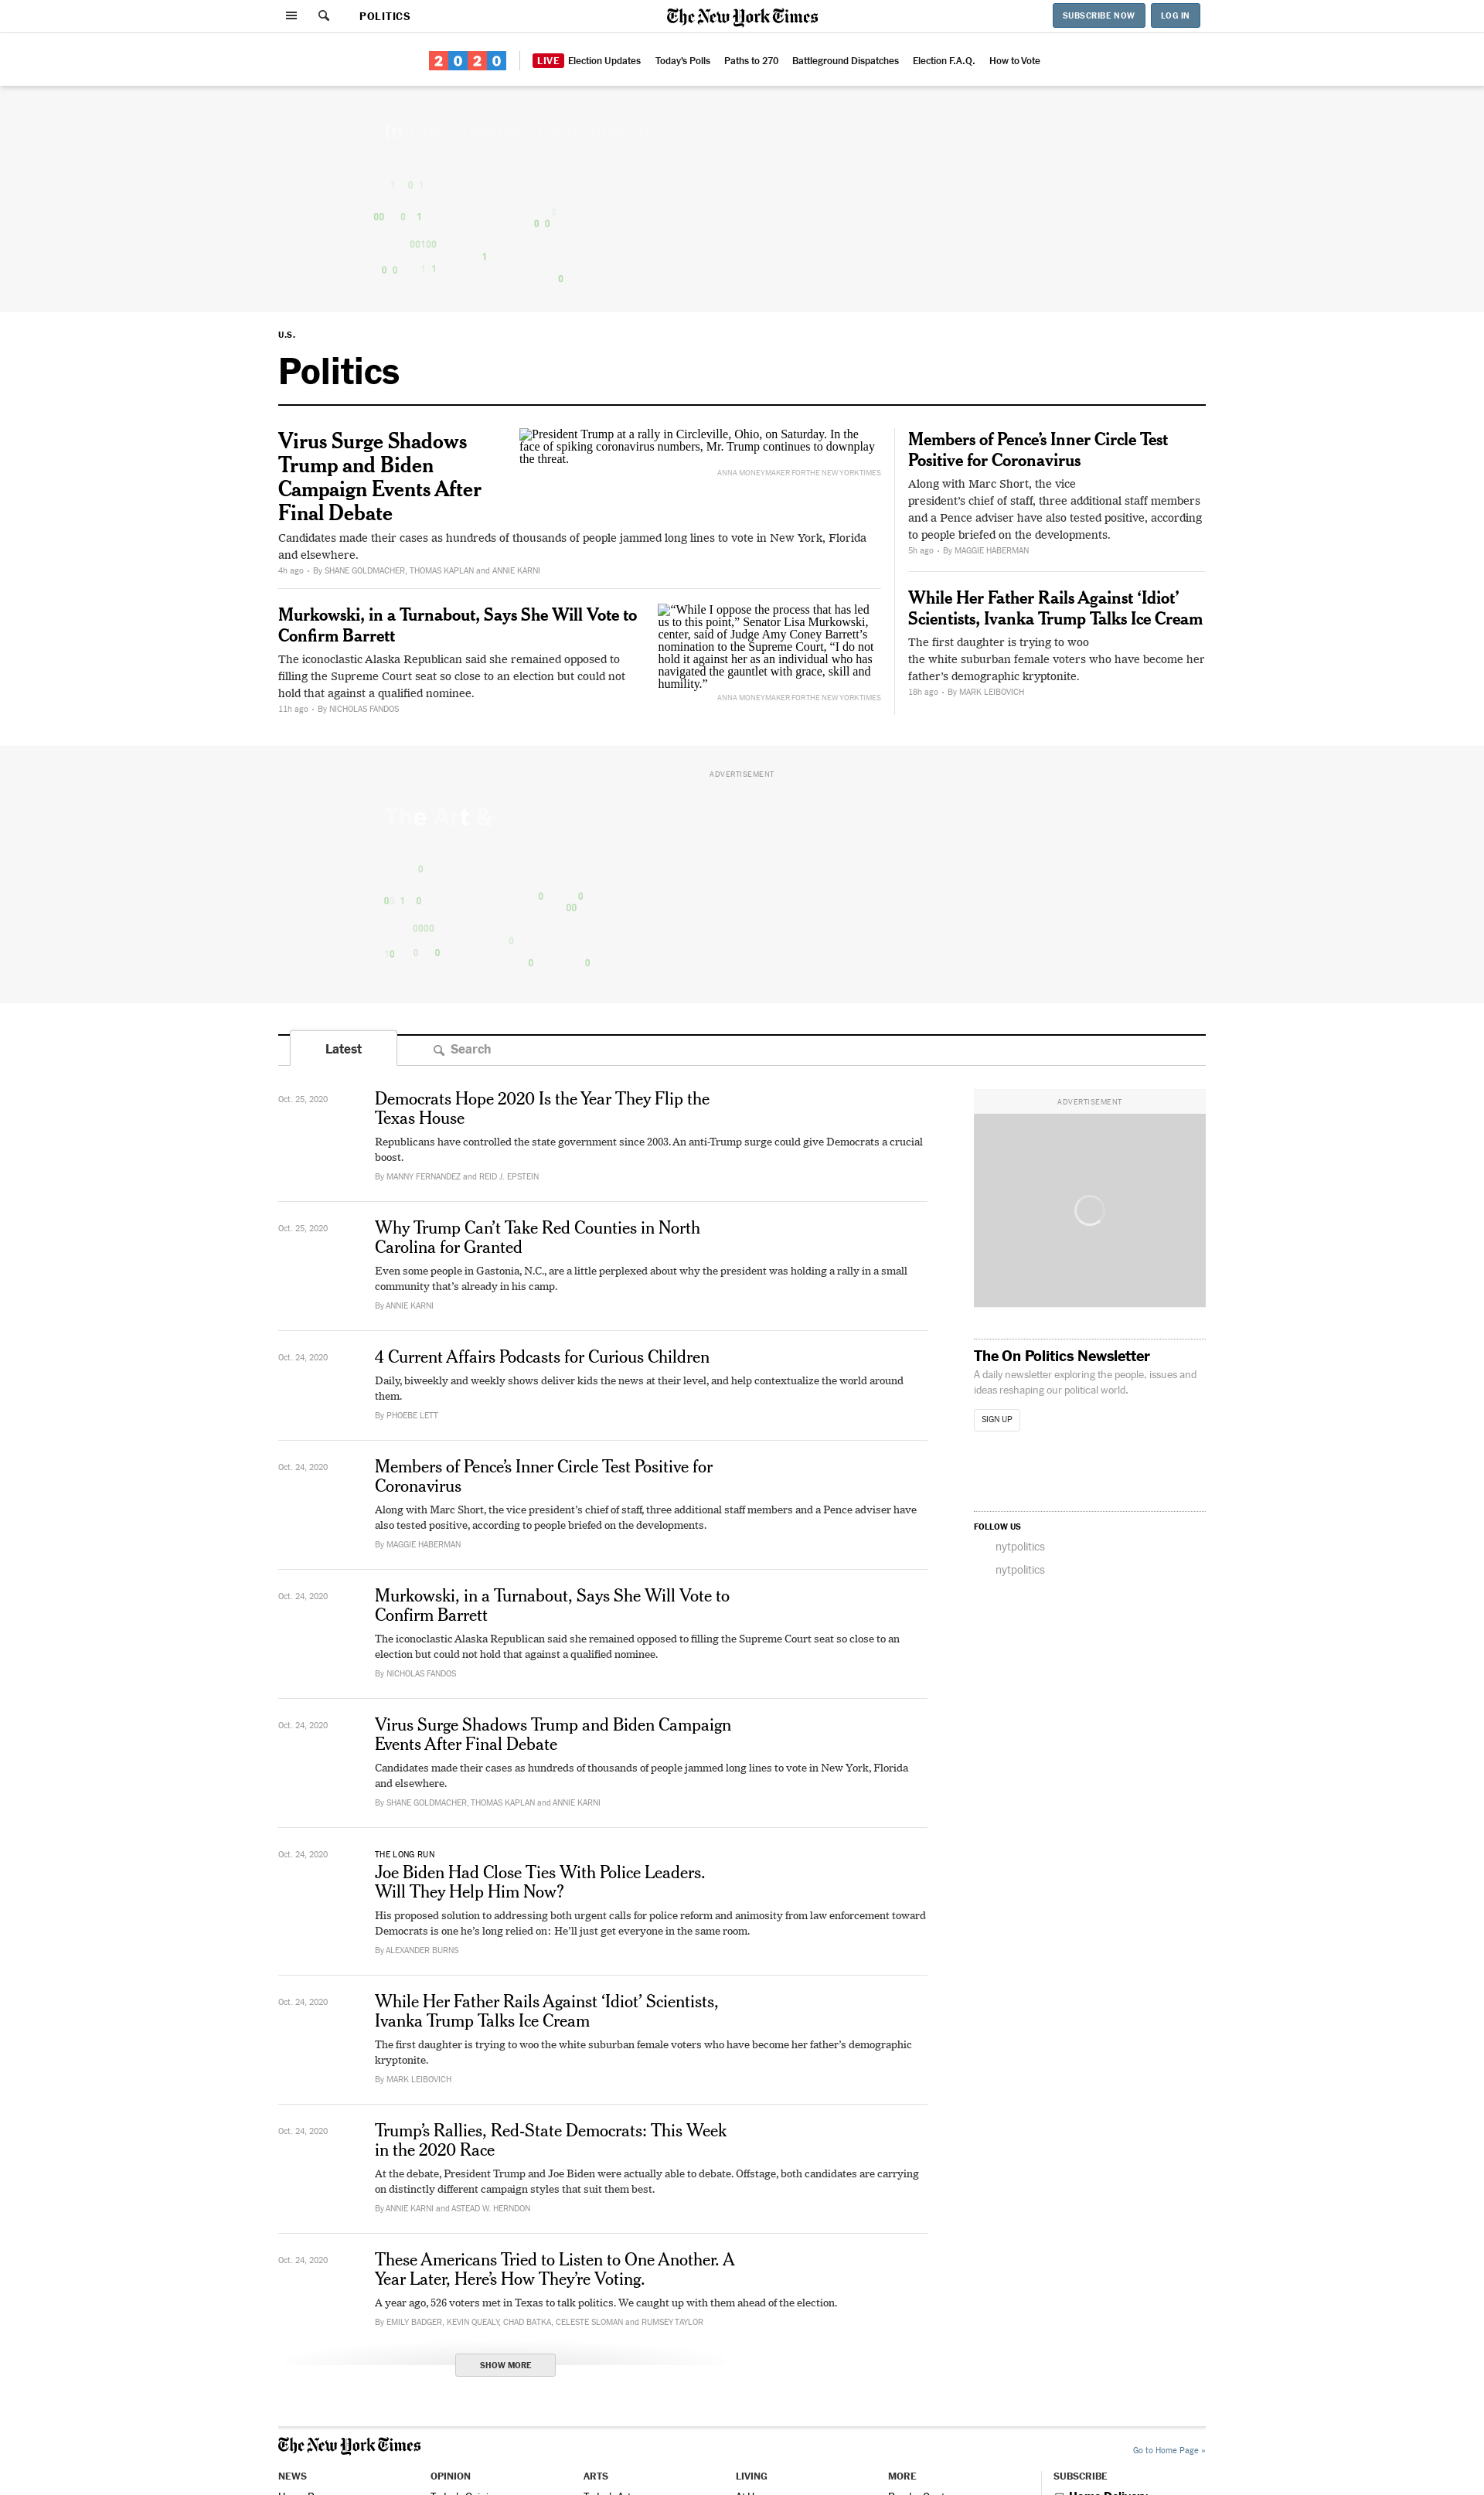 POLITICS
The New York Times
SUBSCRIBE NOW
LOG IN
2020
LIVE Election Updates
Today's Polls
Paths to 270
Battleground Dispatches
Election F.A.Q.
How to Vote
1 0 1
00 0 1
0 0
00100
1
0 0 1 1
0
U.S.
Politics
Virus Surge Shadows
Trump and Biden
Campaign Events After
Final Debate
President Trump at a rally in Circleville, Ohio, on Saturday. In the
face of spiking coronavirus numbers, Mr. Trump continues to downplay
the threat.
ANNA MONEYMAKER FOR THE NEW YORK TIMES
Candidates made their cases as hundreds of thousands of people jammed long lines to vote in New York, Florida
and elsewhere.
4h ago • By SHANE GOLDMACHER, THOMAS KAPLAN and ANNIE KARNI
Murkowski, in a Turnabout, Says She Will Vote to
Confirm Barrett
The iconoclastic Alaska Republican said she remained opposed to
filling the Supreme Court seat so close to an election but could not
hold that against a qualified nominee.
11h ago • By NICHOLAS FANDOS
“While I oppose the process that has led
us to this point,” Senator Lisa Murkowski,
center, said of Judge Amy Coney Barrett’s
nomination to the Supreme Court, “I do not
hold it against her as an individual who has
navigated the gauntlet with grace, skill and
humility.”
ANNA MONEYMAKER FOR THE NEW YORK TIMES
Members of Pence’s Inner Circle Test
Positive for Coronavirus
Along with Marc Short, the vice
president’s chief of staff, three additional staff members
and a Pence adviser have also tested positive, according
to people briefed on the developments.
5h ago • By MAGGIE HABERMAN
While Her Father Rails Against ‘Idiot’
Scientists, Ivanka Trump Talks Ice Cream
The first daughter is trying to woo
the white suburban female voters who have become her
father’s demographic kryptonite.
18h ago • By MARK LEIBOVICH
ADVERTISEMENT
The Art &
0
00 1 0
0 0
00
0000
0
10 0 0
0 0
Latest
Search
Oct. 25, 2020
Democrats Hope 2020 Is the Year They Flip the
Texas House
Republicans have controlled the state government since 2003. An anti-Trump surge could give Democrats a crucial
boost.
By MANNY FERNANDEZ and REID J. EPSTEIN
Oct. 25, 2020
Why Trump Can’t Take Red Counties in North
Carolina for Granted
Even some people in Gastonia, N.C., are a little perplexed about why the president was holding a rally in a small
community that’s already in his camp.
By ANNIE KARNI
Oct. 24, 2020
4 Current Affairs Podcasts for Curious Children
Daily, biweekly and weekly shows deliver kids the news at their level, and help contextualize the world around
them.
By PHOEBE LETT
Oct. 24, 2020
Members of Pence’s Inner Circle Test Positive for
Coronavirus
Along with Marc Short, the vice president’s chief of staff, three additional staff members and a Pence adviser have
also tested positive, according to people briefed on the developments.
By MAGGIE HABERMAN
Oct. 24, 2020
Murkowski, in a Turnabout, Says She Will Vote to
Confirm Barrett
The iconoclastic Alaska Republican said she remained opposed to filling the Supreme Court seat so close to an
election but could not hold that against a qualified nominee.
By NICHOLAS FANDOS
Oct. 24, 2020
Virus Surge Shadows Trump and Biden Campaign
Events After Final Debate
Candidates made their cases as hundreds of thousands of people jammed long lines to vote in New York, Florida
and elsewhere.
By SHANE GOLDMACHER, THOMAS KAPLAN and ANNIE KARNI
Oct. 24, 2020
THE LONG RUN
Joe Biden Had Close Ties With Police Leaders.
Will They Help Him Now?
His proposed solution to addressing both urgent calls for police reform and animosity from law enforcement toward
Democrats is one he’s long relied on: He’ll just get everyone in the same room.
By ALEXANDER BURNS
Oct. 24, 2020
While Her Father Rails Against ‘Idiot’ Scientists,
Ivanka Trump Talks Ice Cream
The first daughter is trying to woo the white suburban female voters who have become her father’s demographic
kryptonite.
By MARK LEIBOVICH
Oct. 24, 2020
Trump’s Rallies, Red-State Democrats: This Week
in the 2020 Race
At the debate, President Trump and Joe Biden were actually able to debate. Offstage, both candidates are carrying
on distinctly different campaign styles that suit them best.
By ANNIE KARNI and ASTEAD W. HERNDON
Oct. 24, 2020
These Americans Tried to Listen to One Another. A
Year Later, Here’s How They’re Voting.
A year ago, 526 voters met in Texas to talk politics. We caught up with them ahead of the election.
By EMILY BADGER, KEVIN QUEALY, CHAD BATKA, CELESTE SLOMAN and RUMSEY TAYLOR
SHOW MORE
ADVERTISEMENT
The On Politics Newsletter
A daily newsletter exploring the people, issues and
ideas reshaping our political world.
SIGN UP
FOLLOW US
nytpolitics
nytpolitics
The New York Times
Go to Home Page »
NEWS
OPINION
ARTS
LIVING
MORE
SUBSCRIBE